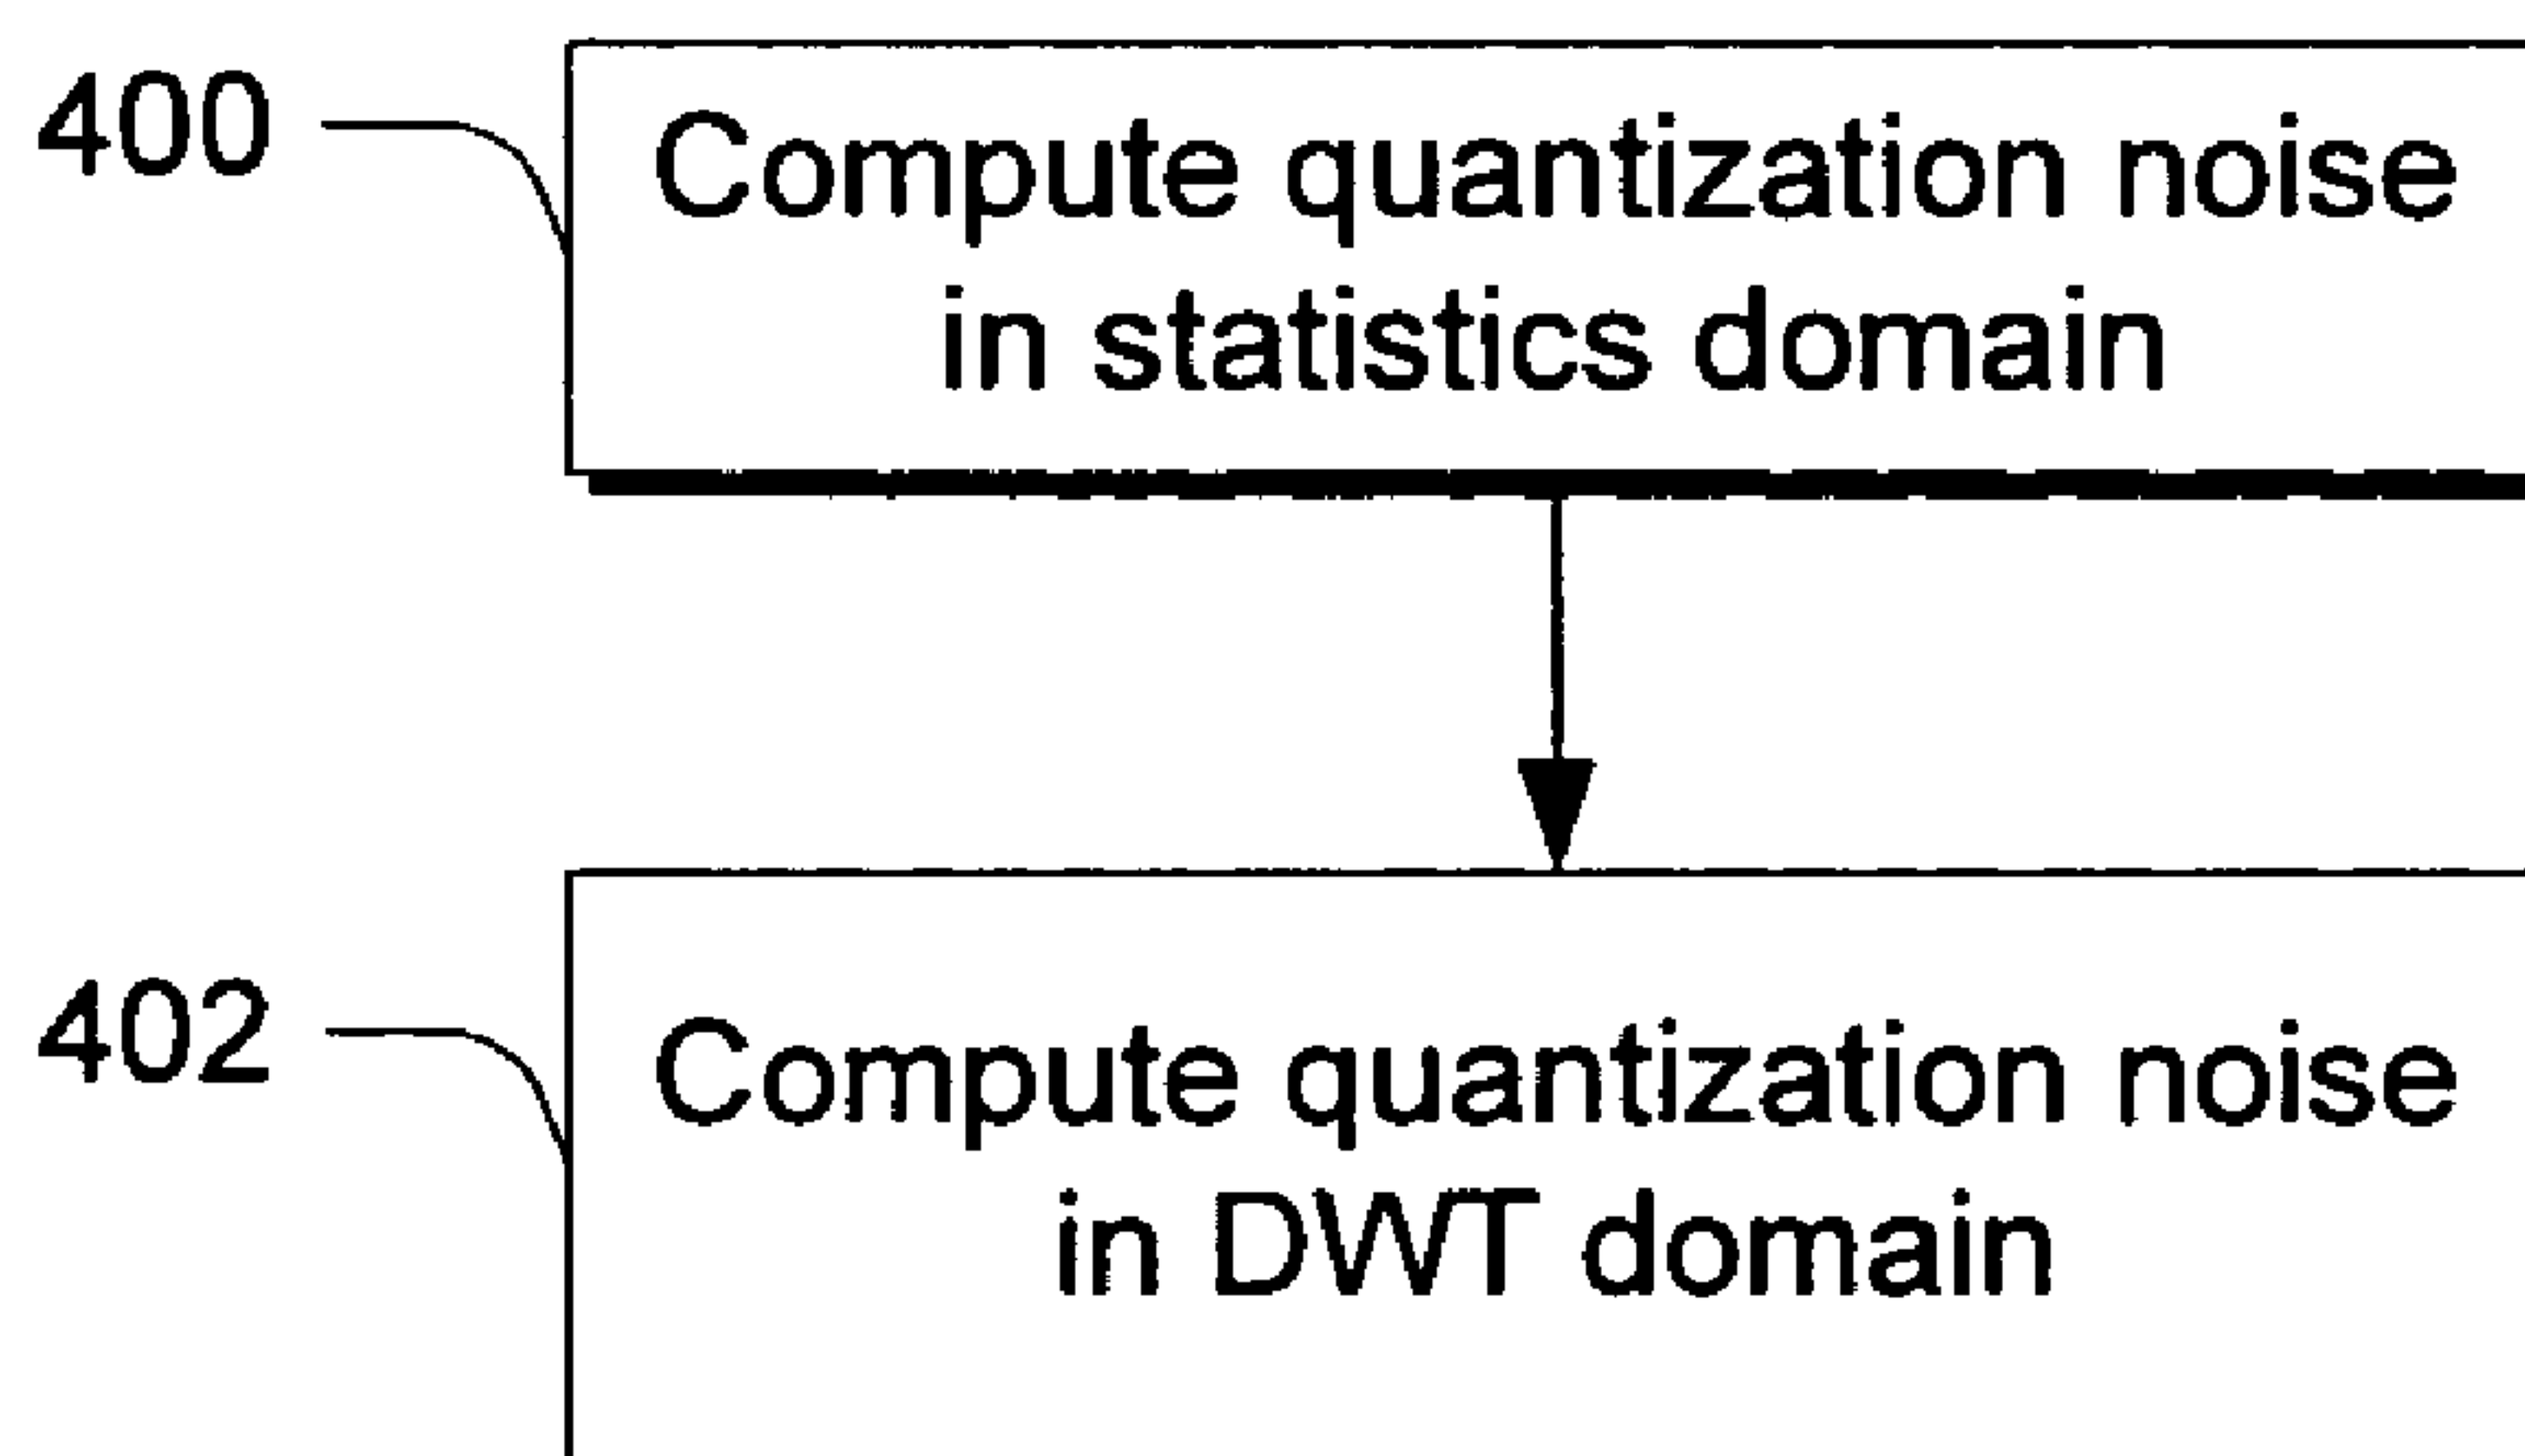 400
Compute quantization noise
in statistics domain
402
Compute quantization noise
in DWT domain